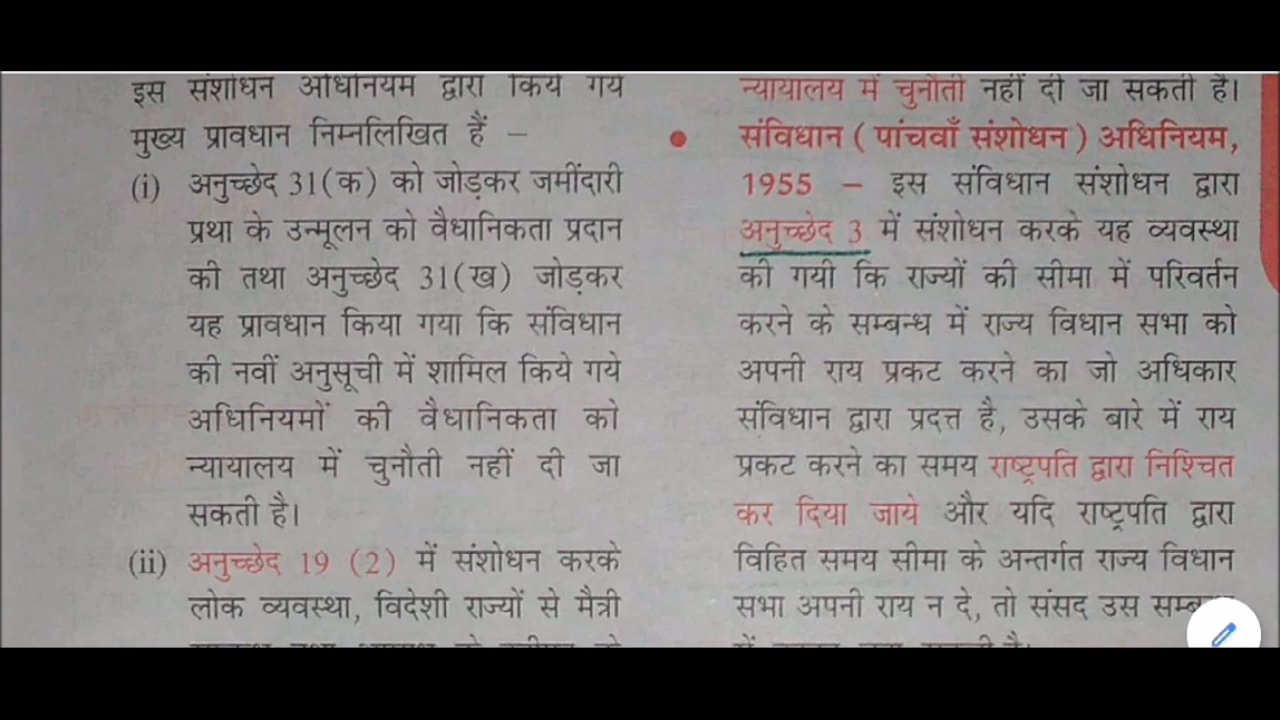 इस संशोधन अधिनियम द्वारा किये गये
मुख्य प्रावधान निम्नलिखित हैं –
(i) अनुच्छेद 31(क) को जोड़कर जमींदारी
प्रथा के उन्मूलन को वैधानिकता प्रदान
की तथा अनुच्छेद 31(ख) जोड़कर
यह प्रावधान किया गया कि संविधान
की नवीं अनुसूची में शामिल किये गये
अधिनियमों की वैधानिकता को
न्यायालय में चुनौती नहीं दी जा
सकती है।
(ii) अनुच्छेद 19 (2) में संशोधन करके
लोक व्यवस्था, विदेशी राज्यों से मैत्री
न्यायालय में चुनौती नहीं दी जा सकती है।
• संविधान ( पांचवाँ संशोधन ) अधिनियम,
1955 – इस संविधान संशोधन द्वारा
अनुच्छेद 3 में संशोधन करके यह व्यवस्था
की गयी कि राज्यों की सीमा में परिवर्तन
करने के सम्बन्ध में राज्य विधान सभा को
अपनी राय प्रकट करने का जो अधिकार
संविधान द्वारा प्रदत्त है, उसके बारे में राय
प्रकट करने का समय राष्ट्रपति द्वारा निश्चित
कर दिया जाये और यदि राष्ट्रपति द्वारा
विहित समय सीमा के अन्तर्गत राज्य विधान
सभा अपनी राय न दे, तो संसद उस